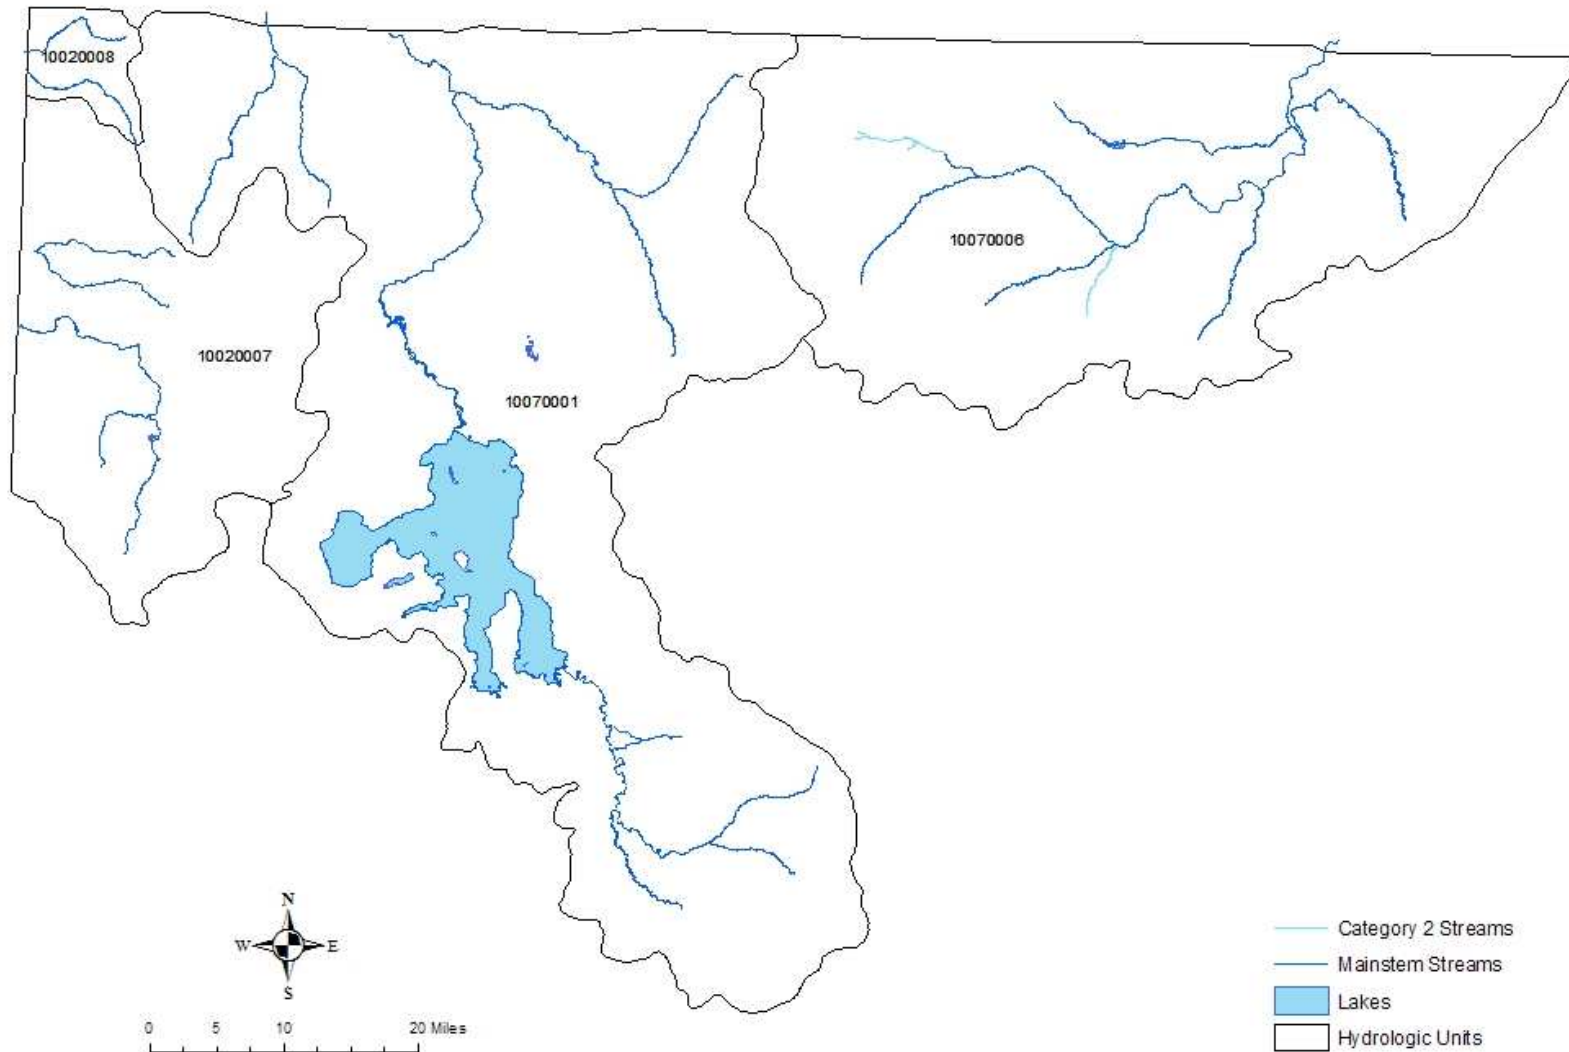 10020008
10070006
10020007
10070001
N
W E
S
0 5 10 20 Miles
Category 2 Streams
Mainstem Streams
Lakes
Hydrologic Units